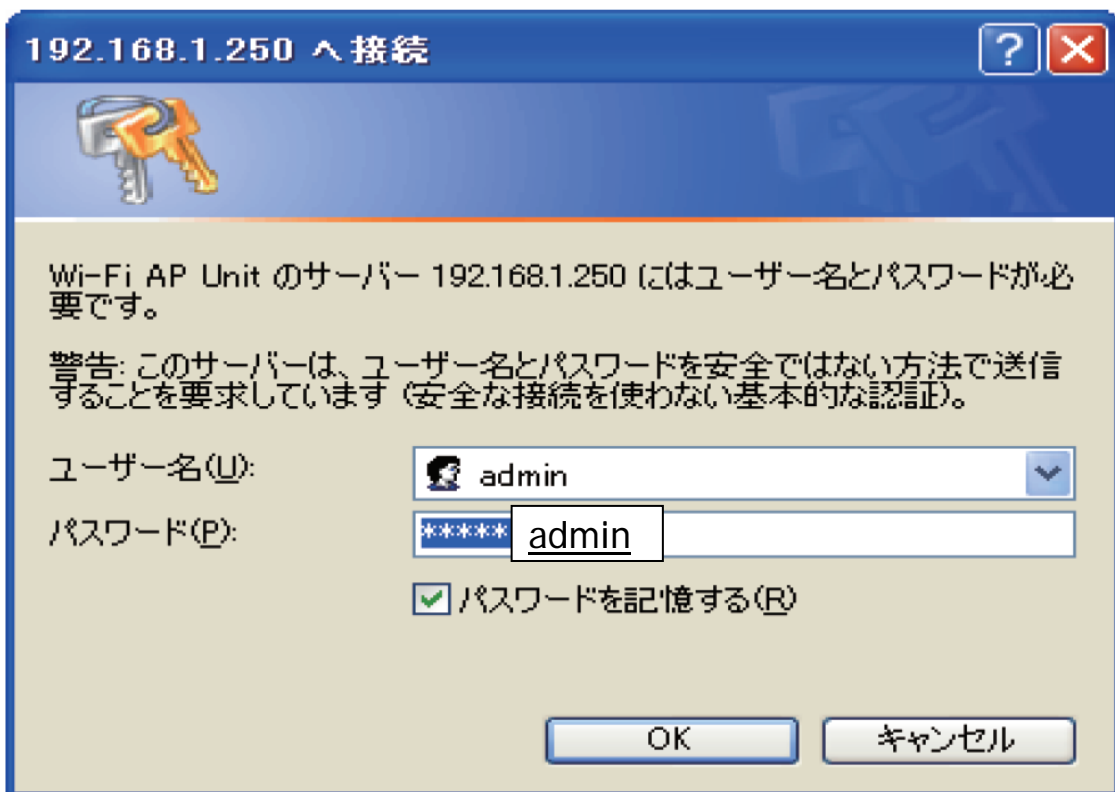 192.168.1.250 へ接続
Wi-Fi AP Unit のサーバー 192.168.1.250 にはユーザー名とパスワードが必
要です。
警告: このサーバーは、ユーザー名とパスワードを安全ではない方法で送信
することを要求しています (安全な接続を使わない基本的な認証)。
ユーザー名(U):
admin
パスワード(P):
***** admin
パスワードを記憶する(R)
OK
キャンセル